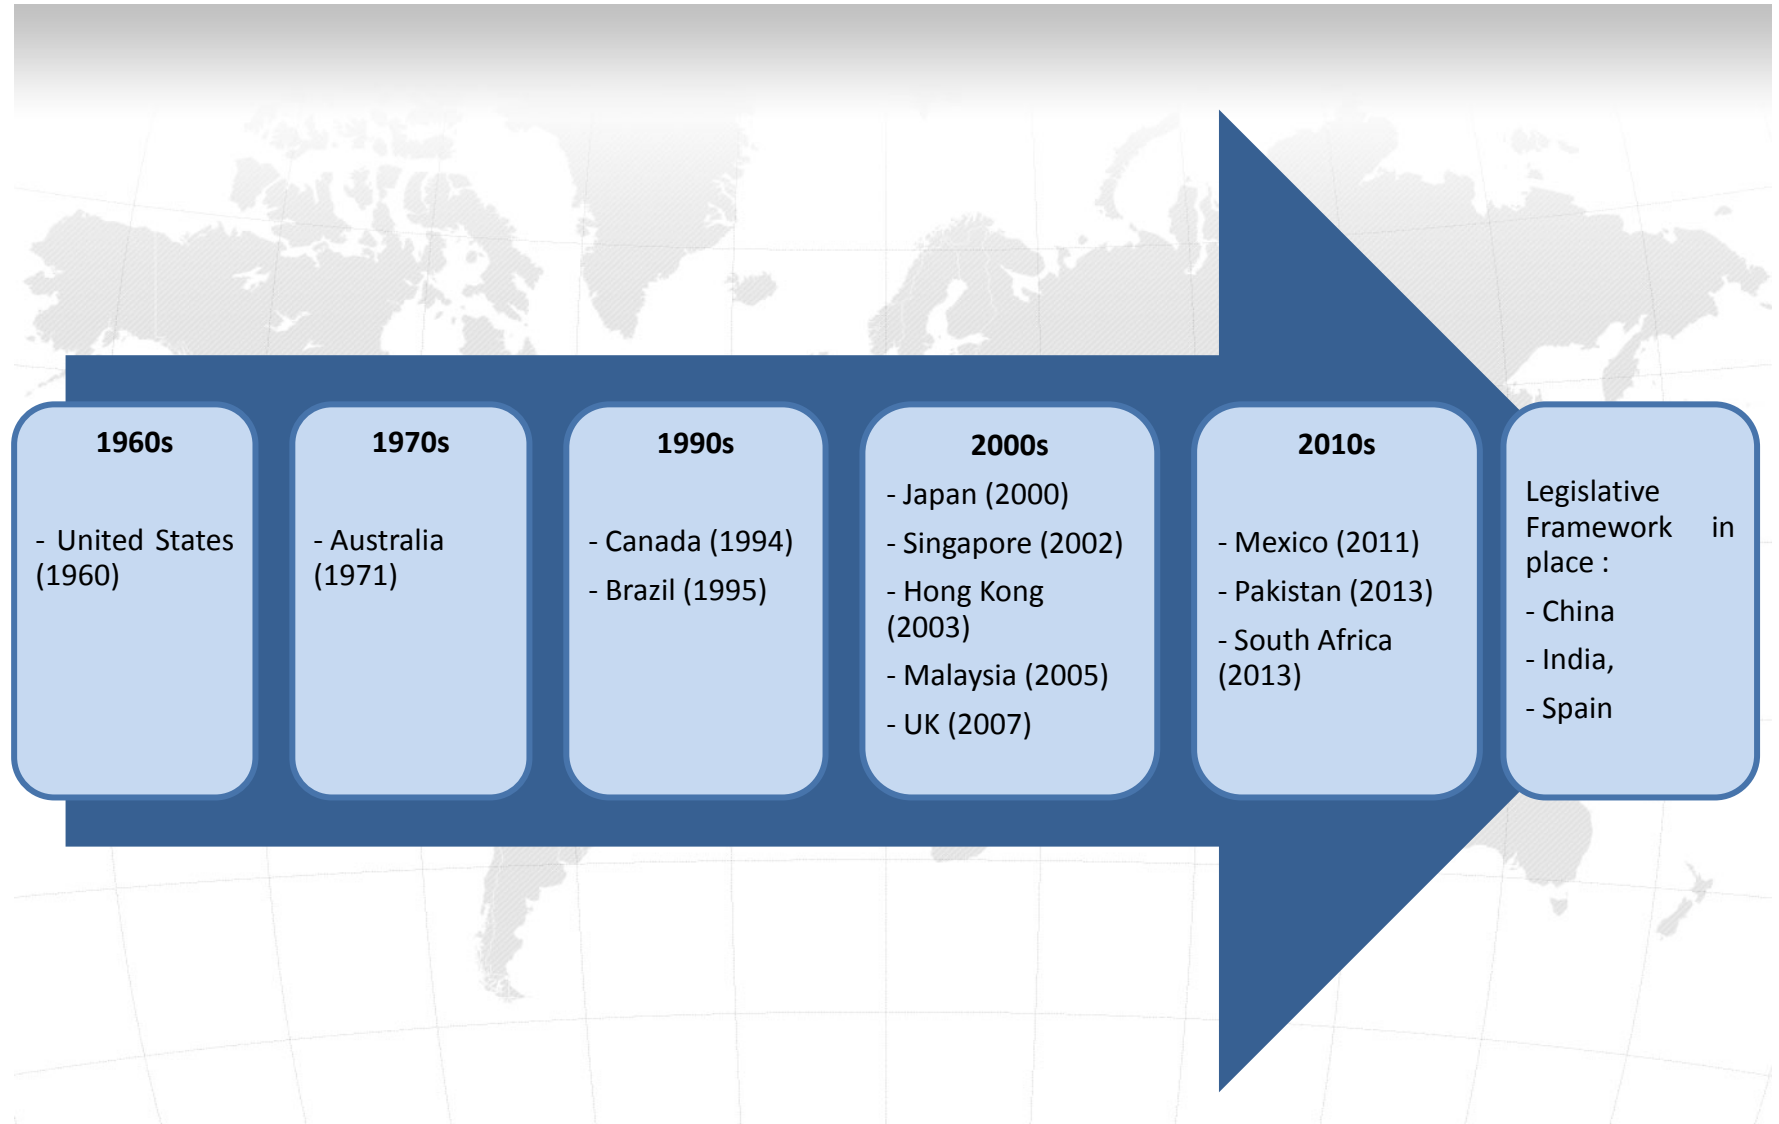 1960s
- United States
(1960)
1970s
- Australia
(1971)
1990s
- Canada (1994)
- Brazil (1995)
2000s
- Japan (2000)
- Singapore (2002)
- Hong Kong
(2003)
- Malaysia (2005)
- UK (2007)
2010s
- Mexico (2011)
- Pakistan (2013)
- South Africa
(2013)
Legislative
Framework in
place :
- China
- India,
- Spain